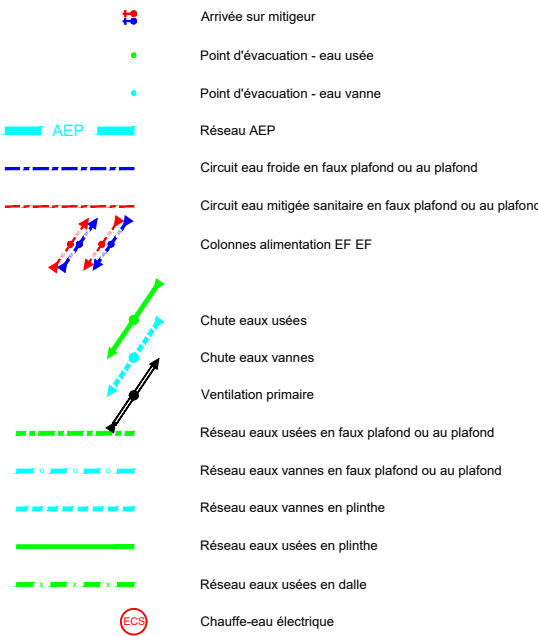 Arrivée sur mitigeur
Point d'évacuation - eau usée
Point d'évacuation - eau vanne
AEP Réseau AEP
Circuit eau froide en faux plafond ou au plafond
Circuit eau mitigée sanitaire en faux plafond ou au plafond
Colonnes alimentation EF EF
Chute eaux usées
Chute eaux vannes
Ventilation primaire
Réseau eaux usées en faux plafond ou au plafond
Réseau eaux vannes en faux plafond ou au plafond
Réseau eaux vannes en plinthe
Réseau eaux usées en plinthe
x x x Réseau eaux usées en dalle
ECS Chauffe-eau électrique